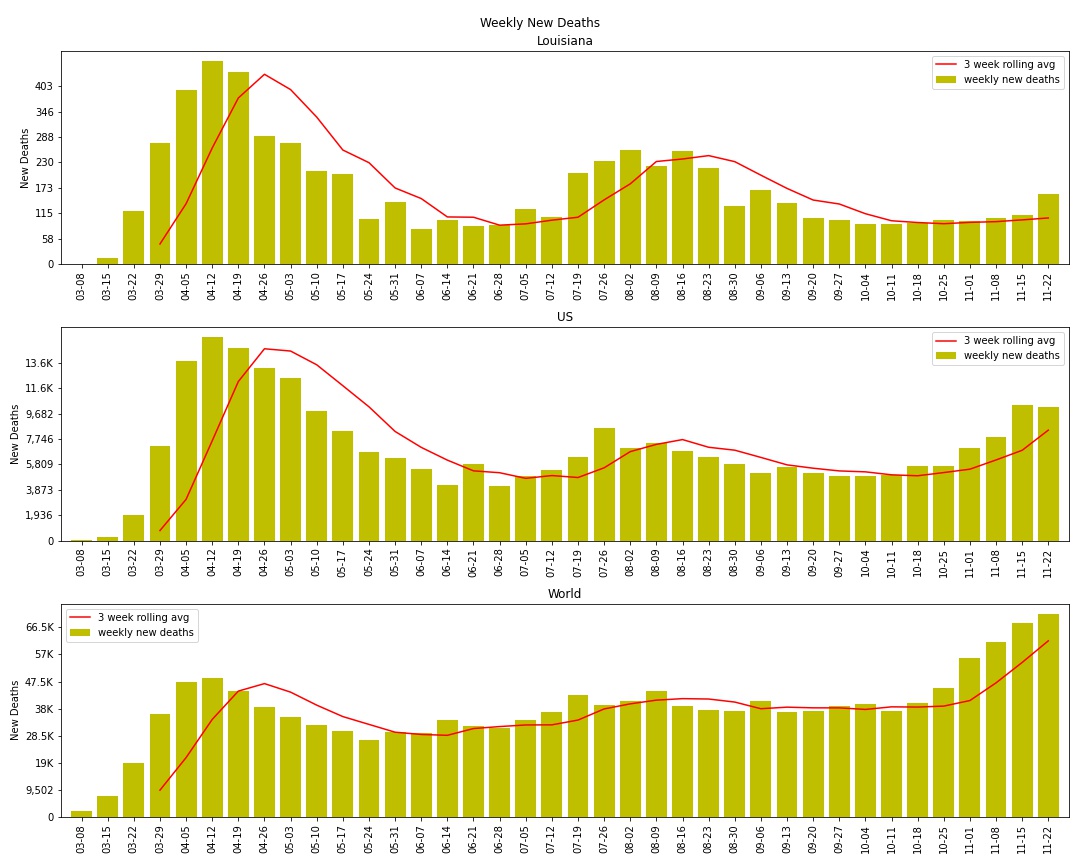 Weekly New Deaths
Louisiana
3 week rolling avg
weekly new deaths
New Deaths
403
346
288
230
173
115
58
0
03-08 03-15 03-22 03-29 04-05 04-12 04-19 04-26 05-03 05-10 05-17 05-24 05-31 06-07 06-14 06-21 06-28 07-05 07-12 07-19 07-26 08-02 08-09 08-16 08-23 08-30 09-06 09-13 09-20 09-27 10-04 10-11 10-18 10-25 11-01 11-08 11-15 11-22
US
3 week rolling avg
weekly new deaths
New Deaths
13.6K
11.6K
9,682
7,746
5,809
3,873
1,936
0
03-08 03-15 03-22 03-29 04-05 04-12 04-19 04-26 05-03 05-10 05-17 05-24 05-31 06-07 06-14 06-21 06-28 07-05 07-12 07-19 07-26 08-02 08-09 08-16 08-23 08-30 09-06 09-13 09-20 09-27 10-04 10-11 10-18 10-25 11-01 11-08 11-15 11-22
World
3 week rolling avg
weekly new deaths
New Deaths
66.5K
57K
47.5K
38K
28.5K
19K
9,502
0
03-08 03-15 03-22 03-29 04-05 04-12 04-19 04-26 05-03 05-10 05-17 05-24 05-31 06-07 06-14 06-21 06-28 07-05 07-12 07-19 07-26 08-02 08-09 08-16 08-23 08-30 09-06 09-13 09-20 09-27 10-04 10-11 10-18 10-25 11-01 11-08 11-15 11-22